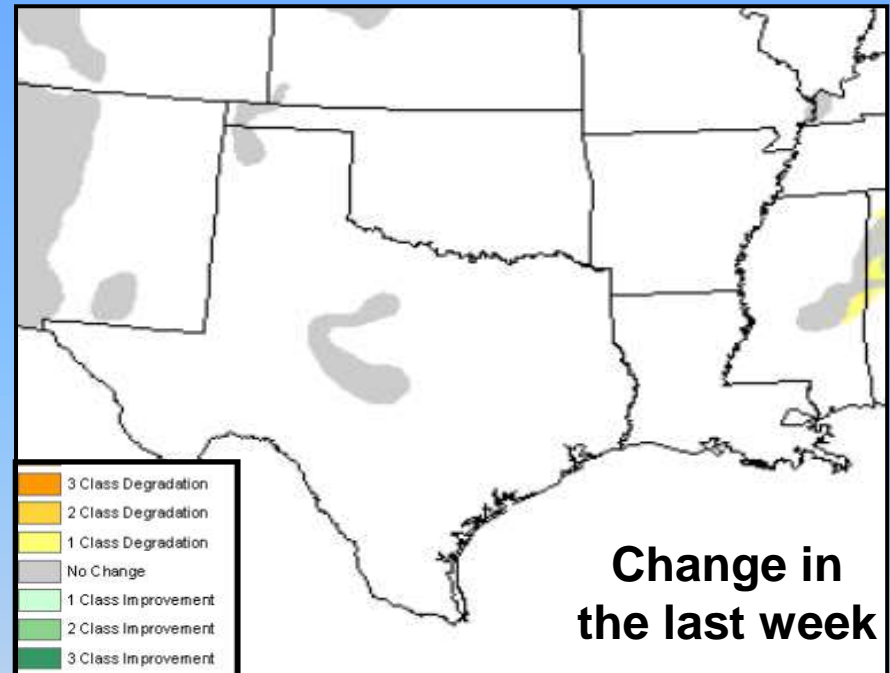 3 Class Degradation
2 Class Degradation
1 Class Degradation
No Change
1 Class Improvement
2 Class Improvement
3 Class Improvement
Change in
the last week